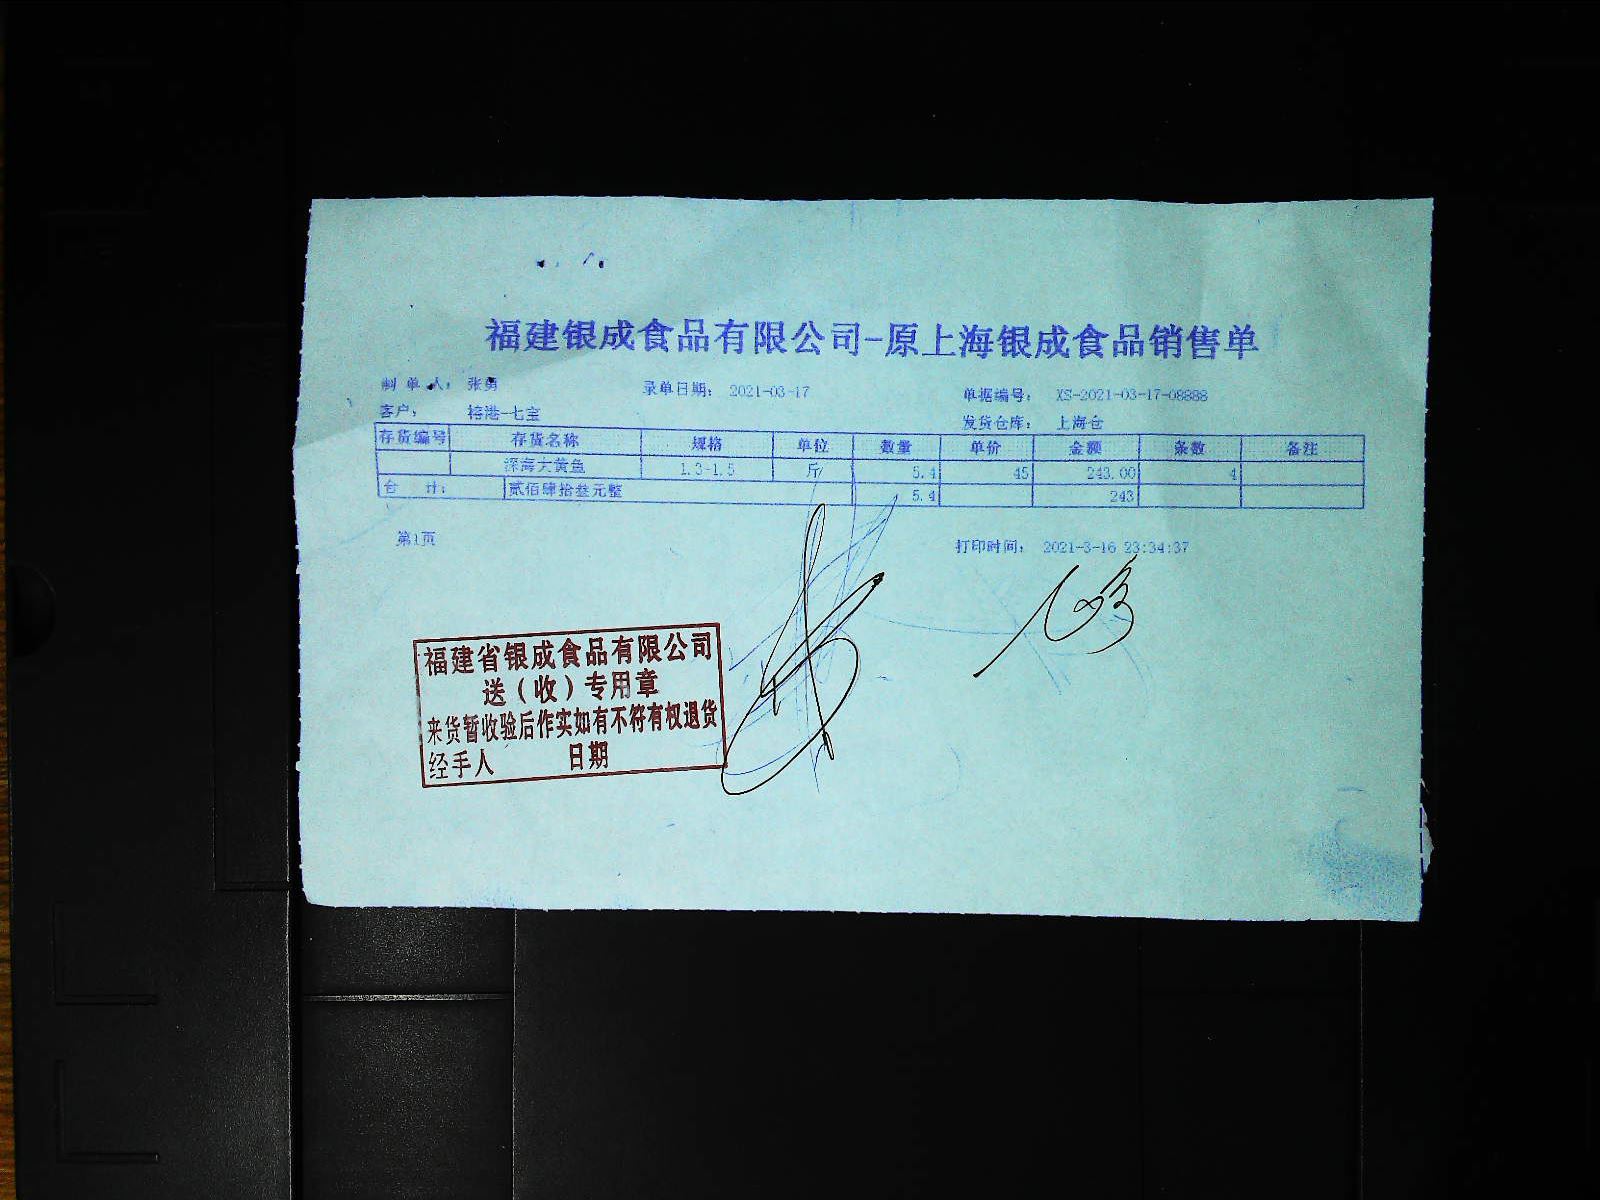 福建银成食品有限公司-原上海银成食品销售单
制单人： 张勇 录单日期： 2021-03-17 单据编号： XS-2021-03-17-08888
客户： 榕港-七宝 发货仓库： 上海仓
存货编号 存货名称 规格 单位 数量 单价 金额 条数 备注
深海大黄鱼 1.3-1.5 斤 5.4 45 243.00 4
合 计： 贰佰肆拾叁元整 5.4 243
第1页 打印时间： 2021-3-16 23:34:37
福建省银成食品有限公司
送（收）专用章
来货暂收验后作实如有不符有权退货
经手人 日期